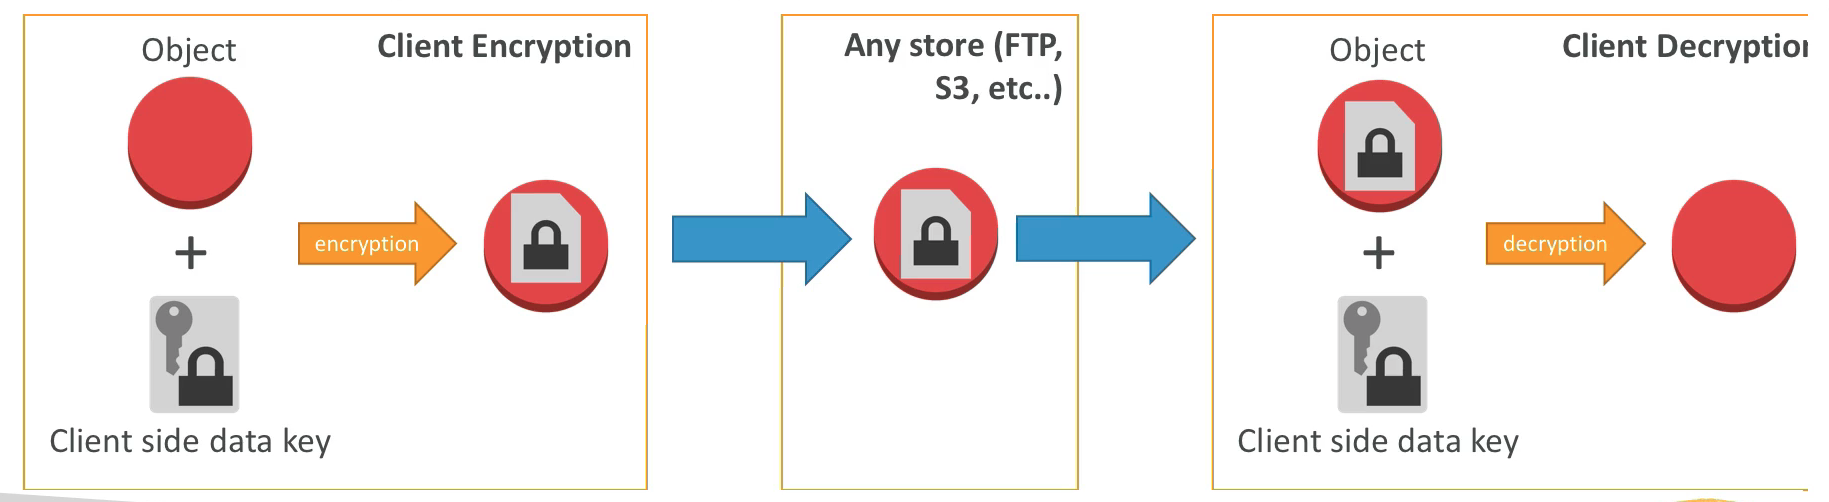 Object
Client Encryption
encryption
Client side data key
Any store (FTP,
S3, etc..)
Object
Client Decryption
decryption
Client side data key